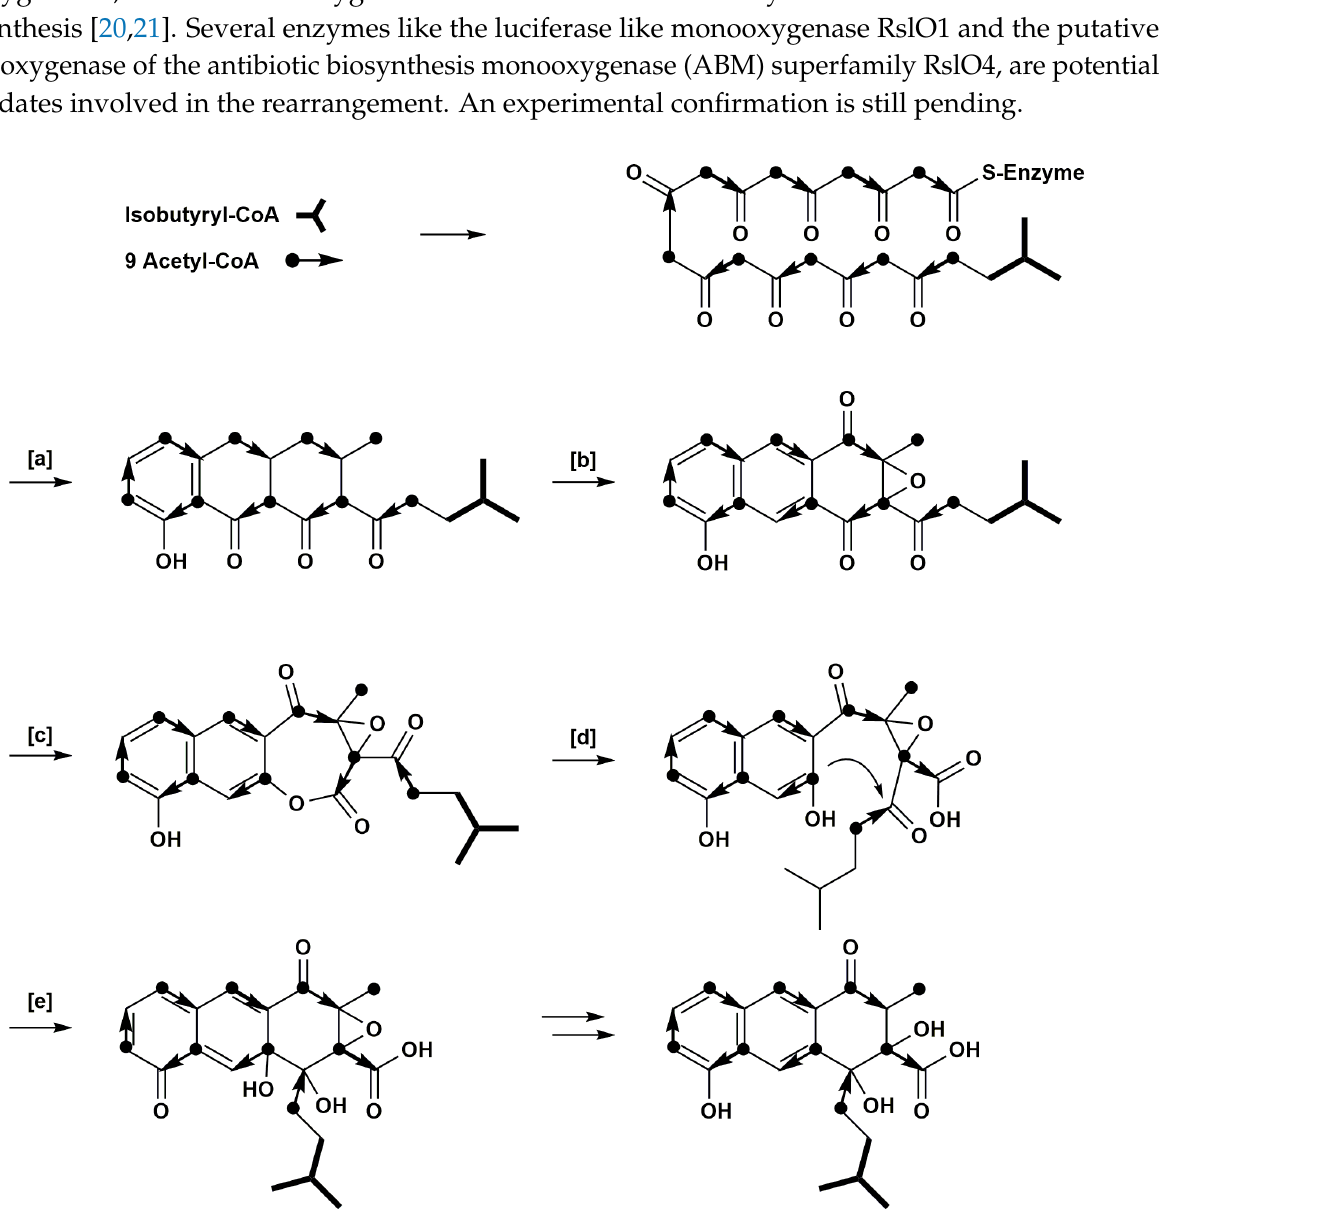 nthesis [20,21]. Several enzymes like the luciferase like monooxygenase RslO1 and the putative
oxygenase of the antibiotic biosynthesis monooxygenase (ABM) superfamily RslO4, are potential
dates involved in the rearrangement. An experimental confirmation is still pending.
O S-Enzyme
Isobutyryl-CoA
O O O O
9 Acetyl-CoA
O O O O
O
[a] [b]
O
OH O O O OH O O
O O
O O O
[c] [d] O
O OH OH
O O
OH OH
O O
[e]
O OH
OH OH
HO
O OH O OH OH O